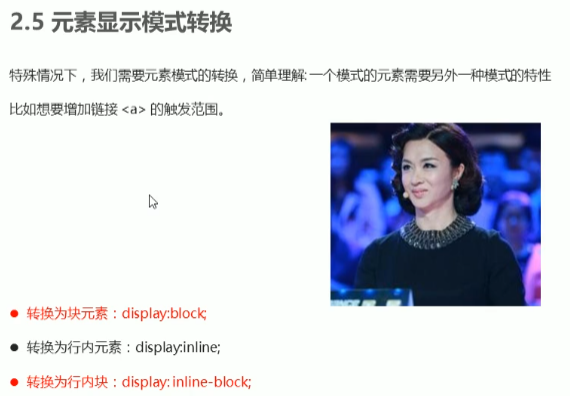 2.5 元素显示模式转换
特殊情况下，我们需要元素模式的转换，简单理解: 一个模式的元素需要另外一种模式的特性
比如想要增加链接 <a> 的触发范围。
● 转换为块元素：display:block;
● 转换为行内元素：display:inline;
● 转换为行内块：display: inline-block;